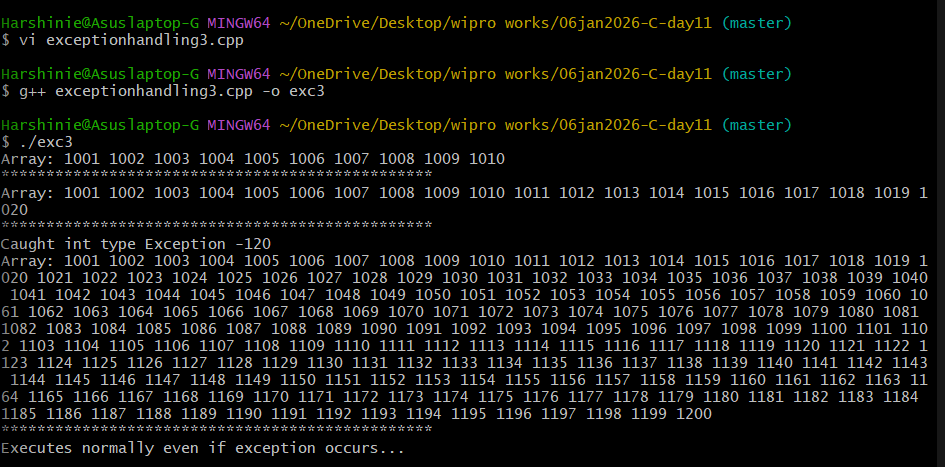 Harshinie@Asuslaptop-G MINGW64 ~/OneDrive/Desktop/wipro works/06jan2026-C-day11 (master)
$ vi exceptionhandling3.cpp
Harshinie@Asuslaptop-G MINGW64 ~/OneDrive/Desktop/wipro works/06jan2026-C-day11 (master)
$ g++ exceptionhandling3.cpp -o exc3
Harshinie@Asuslaptop-G MINGW64 ~/OneDrive/Desktop/wipro works/06jan2026-C-day11 (master)
$ ./exc3
Array: 1001 1002 1003 1004 1005 1006 1007 1008 1009 1010
************************************************
Array: 1001 1002 1003 1004 1005 1006 1007 1008 1009 1010 1011 1012 1013 1014 1015 1016 1017 1018 1019 1
020
************************************************
Caught int type Exception -120
Array: 1001 1002 1003 1004 1005 1006 1007 1008 1009 1010 1011 1012 1013 1014 1015 1016 1017 1018 1019 1
020 1021 1022 1023 1024 1025 1026 1027 1028 1029 1030 1031 1032 1033 1034 1035 1036 1037 1038 1039 1040
 1041 1042 1043 1044 1045 1046 1047 1048 1049 1050 1051 1052 1053 1054 1055 1056 1057 1058 1059 1060 10
61 1062 1063 1064 1065 1066 1067 1068 1069 1070 1071 1072 1073 1074 1075 1076 1077 1078 1079 1080 1081
1082 1083 1084 1085 1086 1087 1088 1089 1090 1091 1092 1093 1094 1095 1096 1097 1098 1099 1100 1101 110
2 1103 1104 1105 1106 1107 1108 1109 1110 1111 1112 1113 1114 1115 1116 1117 1118 1119 1120 1121 1122 1
123 1124 1125 1126 1127 1128 1129 1130 1131 1132 1133 1134 1135 1136 1137 1138 1139 1140 1141 1142 1143
 1144 1145 1146 1147 1148 1149 1150 1151 1152 1153 1154 1155 1156 1157 1158 1159 1160 1161 1162 1163 11
64 1165 1166 1167 1168 1169 1170 1171 1172 1173 1174 1175 1176 1177 1178 1179 1180 1181 1182 1183 1184
1185 1186 1187 1188 1189 1190 1191 1192 1193 1194 1195 1196 1197 1198 1199 1200
************************************************
Executes normally even if exception occurs...